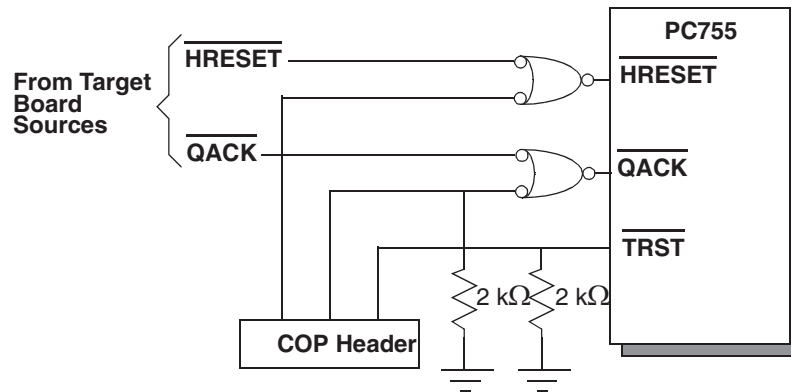 PC755
From Target
Board
Sources
HRESET
HRESET
QACK
QACK
TRST
2 kΩ
2 kΩ
COP Header